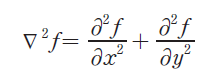 ∇²f = ∂²f/∂x² + ∂²f/∂y²